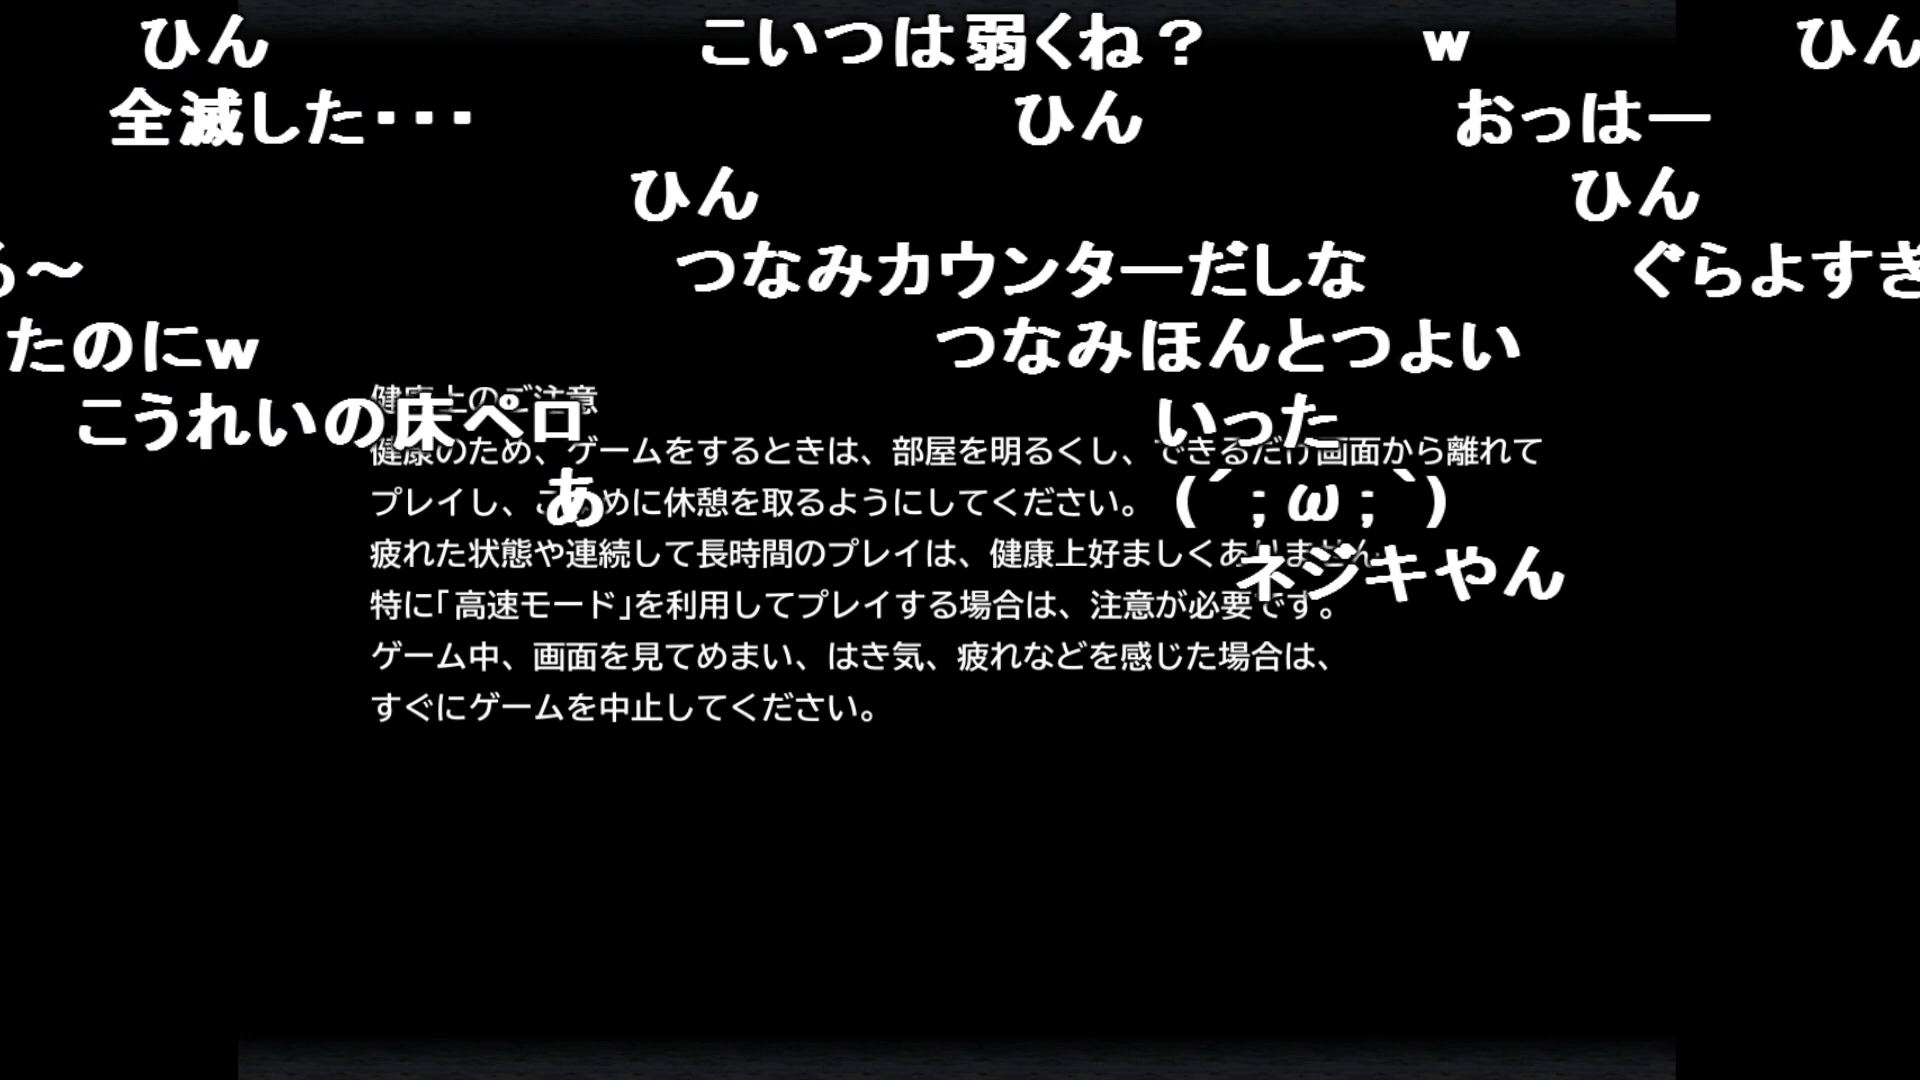 ひん
こいつは弱くね？
w
ひん
全滅した・・・
ひん
おっはー
ひん
ひん
〜
つなみカウンターだしな
ぐらよすぎ
たのにw
つなみほんとつよい
健康上のご注意
こうれいの床ペロ
いった
健康のため、ゲームをするときは、部屋を明るくし、できるだけ画面から離れて
プレイし、こまめに休憩を取るようにしてください。
あ
(´；ω；｀)
疲れた状態や連続して長時間のプレイは、健康上好ましくありません。
ネジキやん
特に「高速モード」を利用してプレイする場合は、注意が必要です。
ゲーム中、画面を見てめまい、はき気、疲れなどを感じた場合は、
すぐにゲームを中止してください。